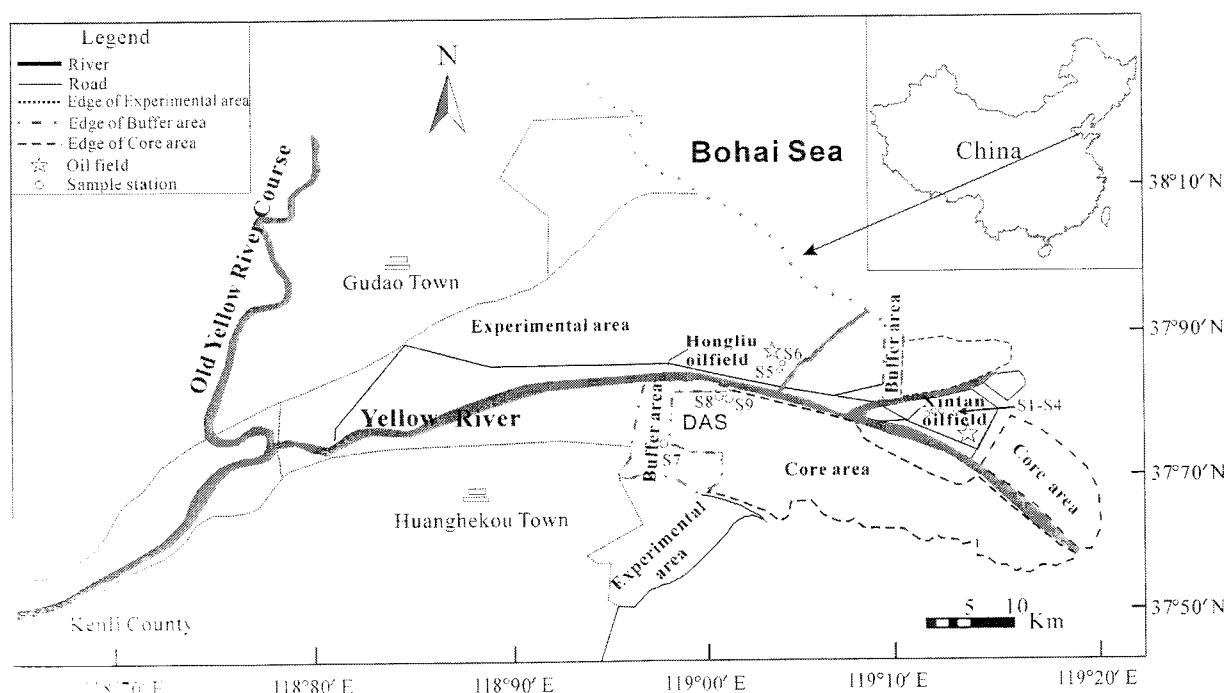 Legend
River
Road
Edge of Experimental area
Edge of Buffer area
Edge of Core area
Oil field
Sample station
N
Bohai Sea
China
38°10′N
37°90′N
37°70′N
37°50′N
Old Yellow River Course
Gudao Town
Experimental area
Hongliu
oilfield
S6
S5
Buffer area
Yellow River
Buffer area
S8
S9
DAS
S7
Xintan
oilfield
S1-S4
Core area
Core area
Huanghekou Town
Experimental
area
Kenli County
5 10
Km
118°80′E
118°90′E
119°00′E
119°10′E
119°20′E